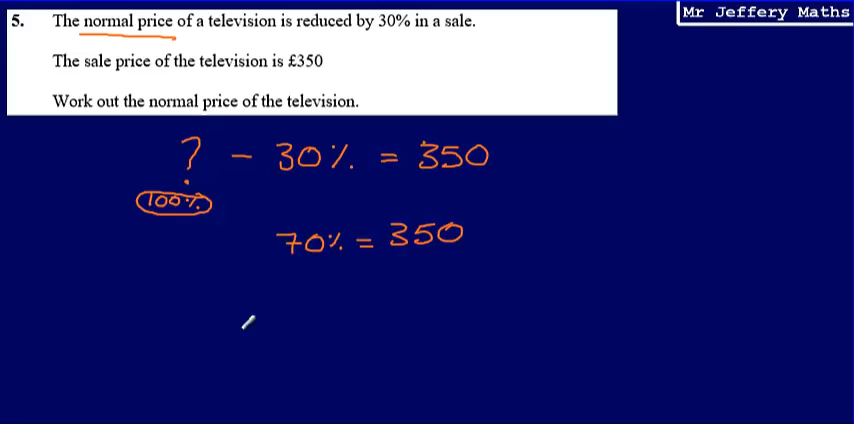 Mr Jeffery Maths
5. The normal price of a television is reduced by 30% in a sale.
The sale price of the television is £350
Work out the normal price of the television.
? - 30% = 350
100%
70% = 350